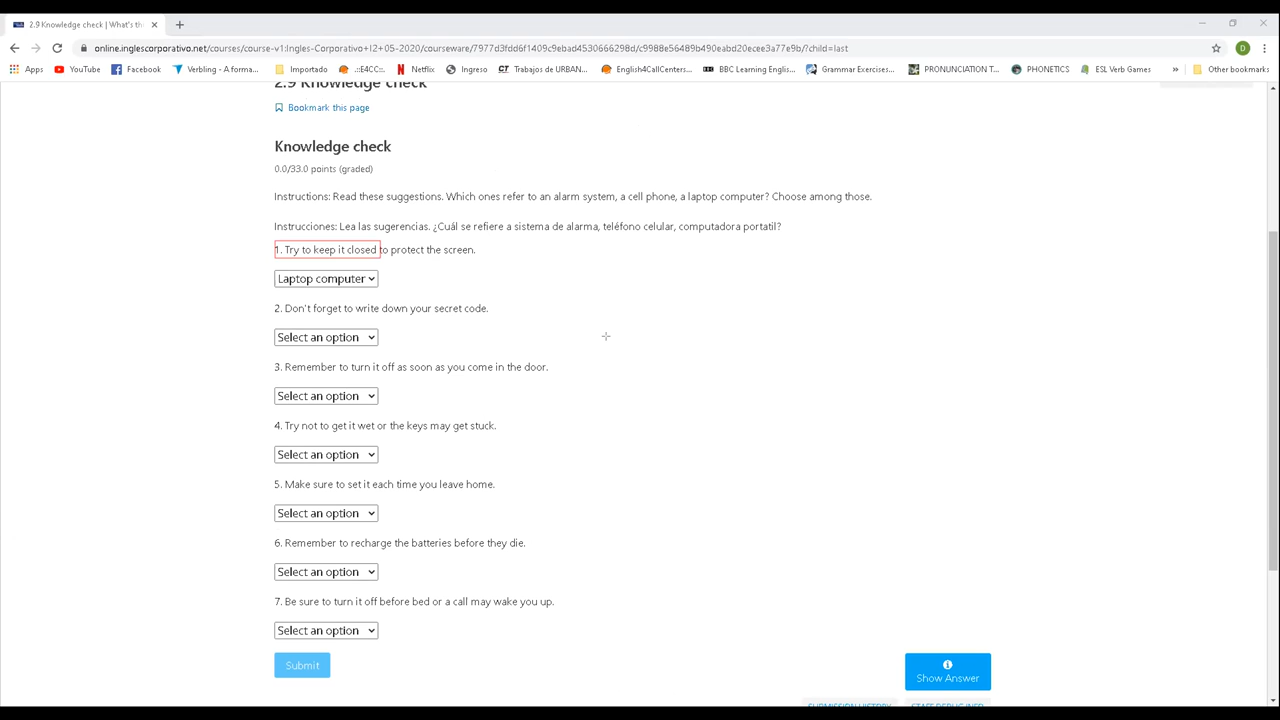 2.9 Knowledge check | What's thi
online.inglescorporativo.net/courses/course-v1:Ingles-Corporativo+I2+05-2020/courseware/7977d3fdd6f1409c9ebad4530666298d/c9988e56489b490eabd20ecee3a77e9b/?child=last
D
Apps YouTube Facebook Verbling - A forma... Importado .::E4CC::. Netflix Ingreso Trabajos de URBAN... English4CallCenters... BBC Learning Englis... Grammar Exercises... PRONUNCIATION T... PHONETICS ESL Verb Games » Other bookmarks
2.9 Knowledge check
Bookmark this page
Knowledge check
0.0/33.0 points (graded)
Instructions: Read these suggestions. Which ones refer to an alarm system, a cell phone, a laptop computer? Choose among those.
Instrucciones: Lea las sugerencias. ¿Cuál se refiere a sistema de alarma, teléfono celular, computadora portatil?
1. Try to keep it closed to protect the screen.
Laptop computer
2. Don't forget to write down your secret code.
Select an option
3. Remember to turn it off as soon as you come in the door.
Select an option
4. Try not to get it wet or the keys may get stuck.
Select an option
5. Make sure to set it each time you leave home.
Select an option
6. Remember to recharge the batteries before they die.
Select an option
7. Be sure to turn it off before bed or a call may wake you up.
Select an option
Submit
Show Answer
SUBMISSION HISTORY STAFF DEBUG INFO